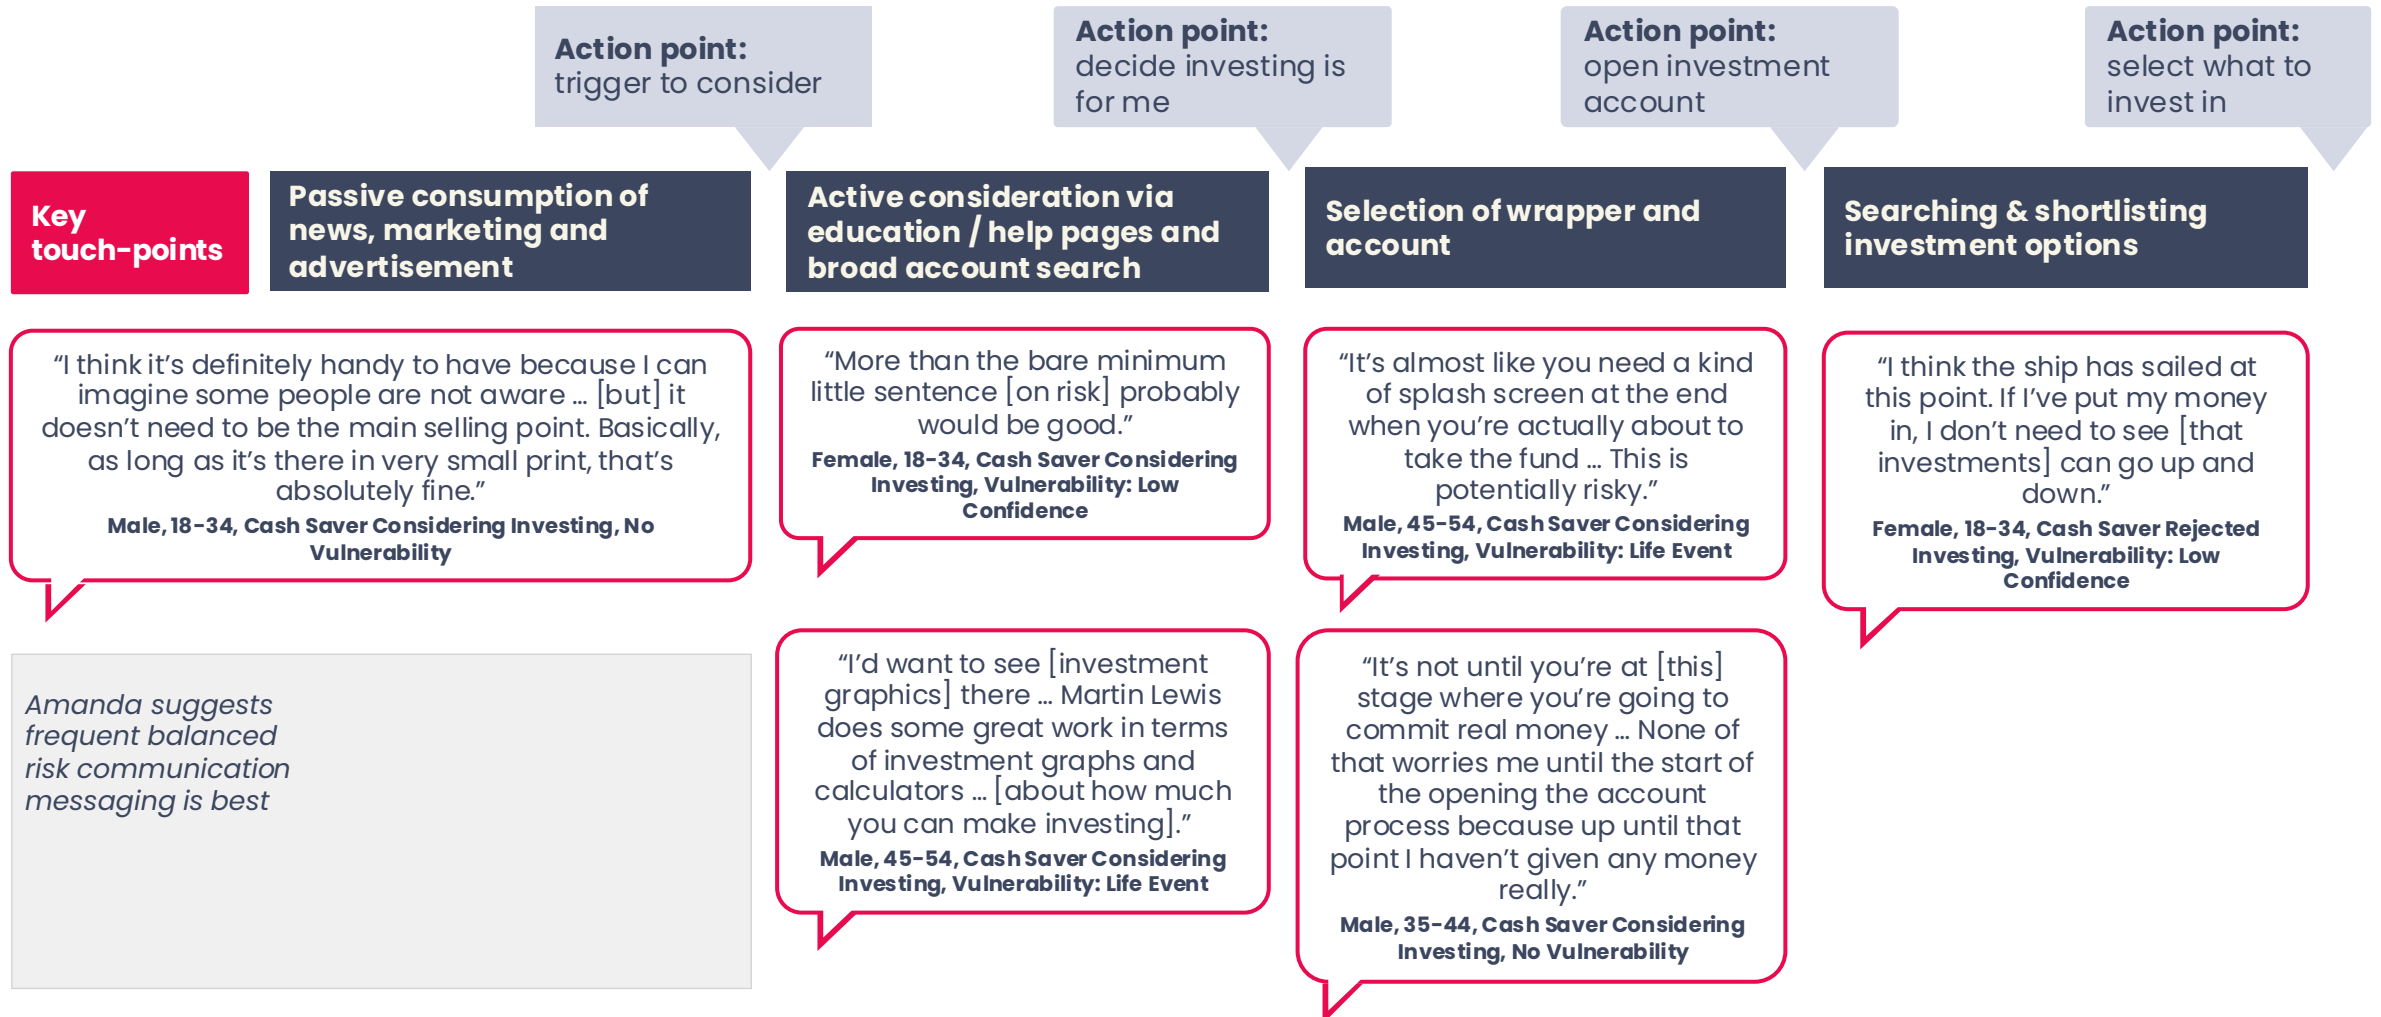 Action point:
trigger to consider
Action point:
decide investing is
for me
Action point:
open investment
account
Action point:
select what to
invest in
Key
touch-points
Passive consumption of
news, marketing and
advertisement
Active consideration via
education / help pages and
broad account search
Selection of wrapper and
account
Searching & shortlisting
investment options
“I think it’s definitely handy to have because I can
imagine some people are not aware … [but] it
doesn’t need to be the main selling point. Basically,
as long as it’s there in very small print, that’s
absolutely fine.”
Male, 18-34, Cash Saver Considering Investing, No
Vulnerability
“More than the bare minimum
little sentence [on risk] probably
would be good.”
Female, 18-34, Cash Saver Considering
Investing, Vulnerability: Low
Confidence
“It’s almost like you need a kind
of splash screen at the end
when you’re actually about to
take the fund … This is
potentially risky.”
Male, 45-54, Cash Saver Considering
Investing, Vulnerability: Life Event
“I think the ship has sailed at
this point. If I’ve put my money
in, I don’t need to see [that
investments] can go up and
down.”
Female, 18-34, Cash Saver Rejected
Investing, Vulnerability: Low
Confidence
Amanda suggests
frequent balanced
risk communication
messaging is best
“I’d want to see [investment
graphics] there … Martin Lewis
does some great work in terms
of investment graphs and
calculators … [about how much
you can make investing].”
Male, 45-54, Cash Saver Considering
Investing, Vulnerability: Life Event
“It’s not until you’re at [this]
stage where you’re going to
commit real money … None of
that worries me until the start of
the opening the account
process because up until that
point I haven’t given any money
really.”
Male, 35-44, Cash Saver Considering
Investing, No Vulnerability